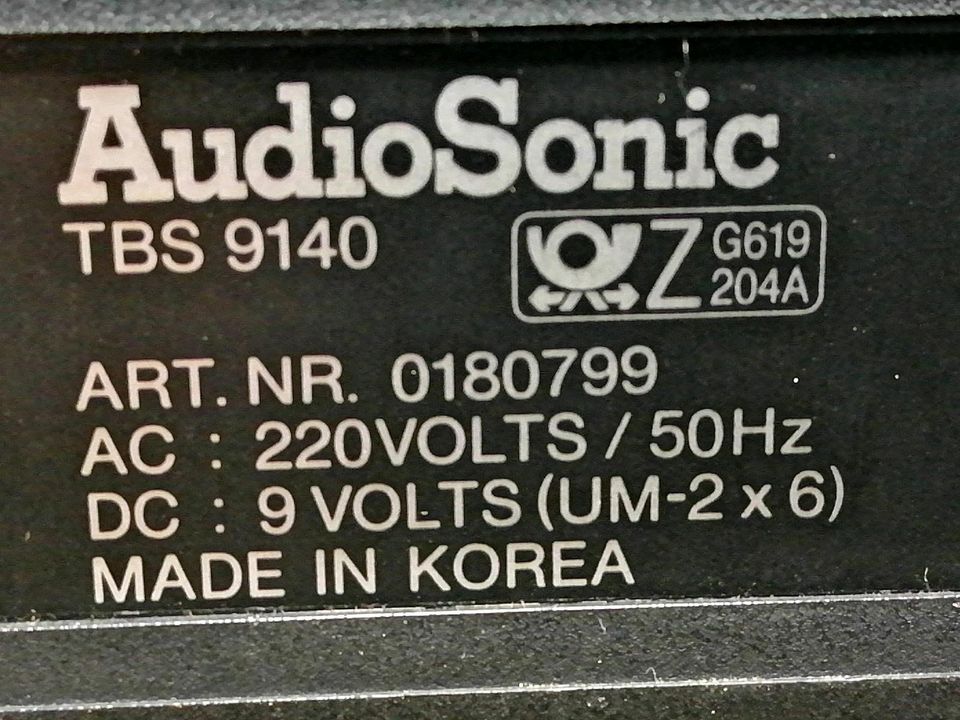 AudioSonic
TBS 9140
Z G619
204A
ART. NR. 0180799
AC : 220VOLTS / 50Hz
DC : 9 VOLTS (UM-2 x 6)
MADE IN KOREA